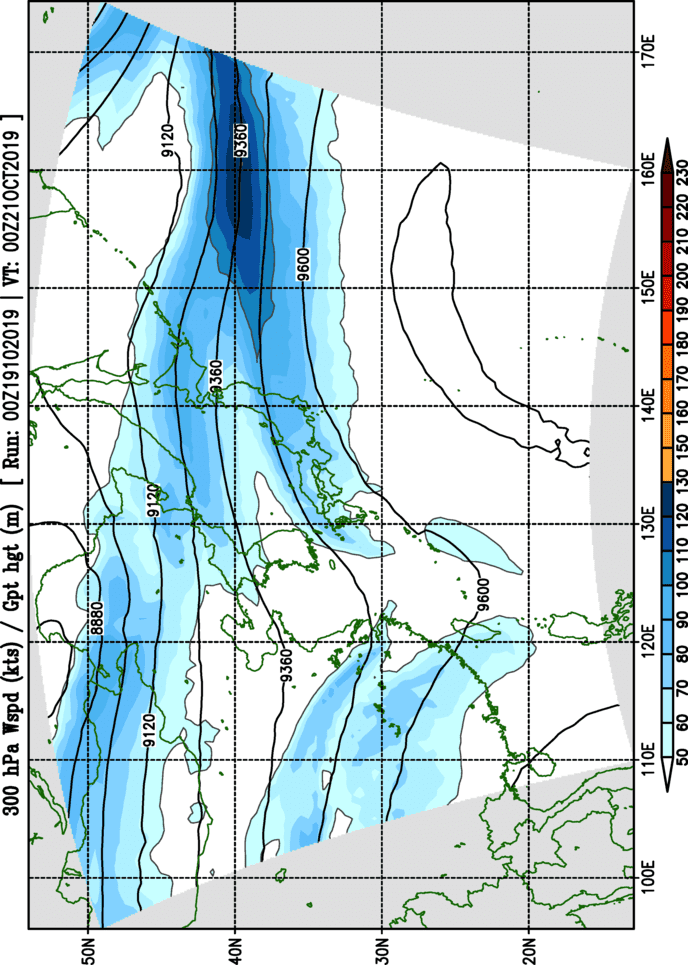 300 hPa Wspd (kts) / Gpt hgt (m) [ Run: 00Z19102019 | VT: 00Z21OCT2019 ]
50N
8880
9120
9120
9120
9360
40N
9360
9360
9600
30N
9600
20N
100E 110E 120E 130E 140E 150E 160E 170E
50 60 70 80 90 100 110 120 130 140 150 160 170 180 190 200 210 220 230